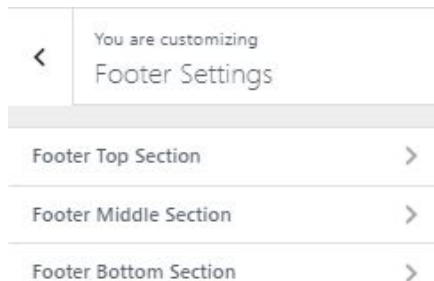 You are customizing
Footer Settings
Footer Top Section
Footer Middle Section
Footer Bottom Section